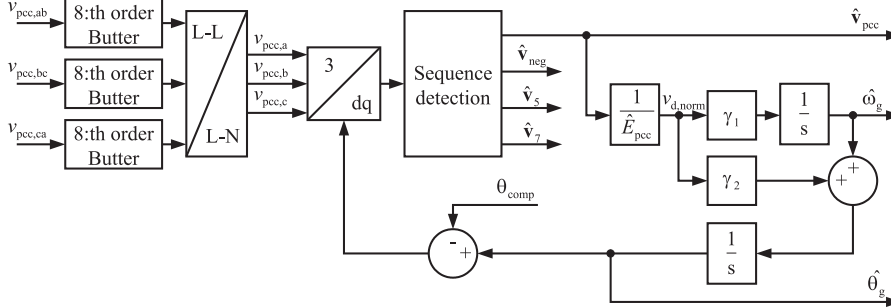 v_pcc,ab
8:th order
Butter
v_pcc,bc
8:th order
Butter
v_pcc,ca
8:th order
Butter
L-L
L-N
v_pcc,a
v_pcc,b
v_pcc,c
3
dq
Sequence
detection
v̂_pcc
v̂_neg
v̂_5
v̂_7
1
Ê_pcc
v_d,norm
γ_1
1
s
ω̂_g
γ_2
+
+
θ_comp
-
+
1
s
θ̂_g